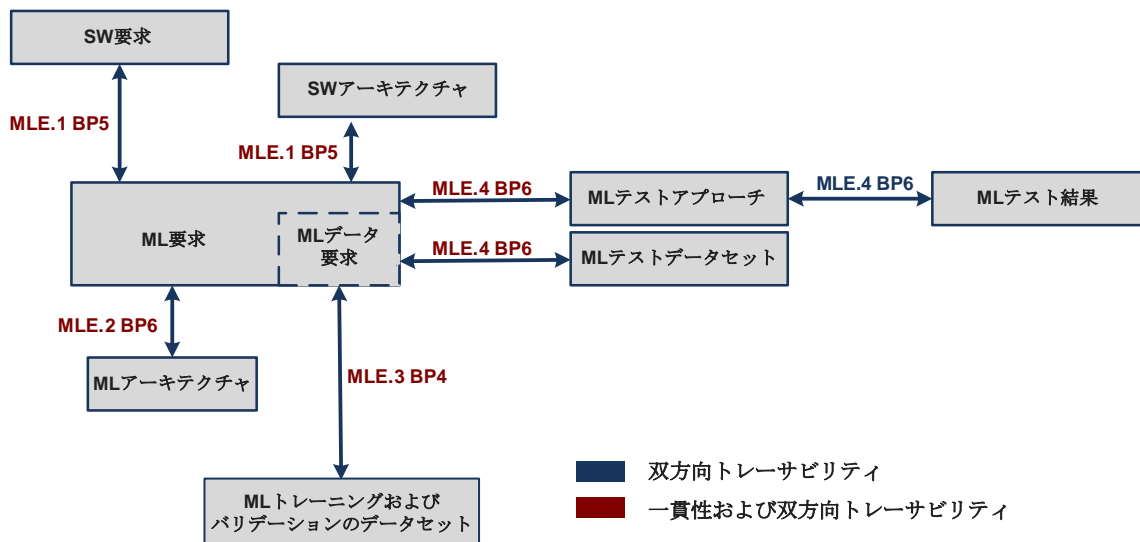 SW要求
SWアーキテクチャ
MLE.1 BP5
MLE.1 BP5
MLE.4 BP6
MLテストアプローチ
MLE.4 BP6
MLテスト結果
ML要求
MLデータ
要求
MLE.4 BP6
MLテストデータセット
MLE.2 BP6
MLアーキテクチャ
MLE.3 BP4
MLトレーニングおよび
バリデーションのデータセット
双方向トレーサビリティ
一貫性および双方向トレーサビリティ